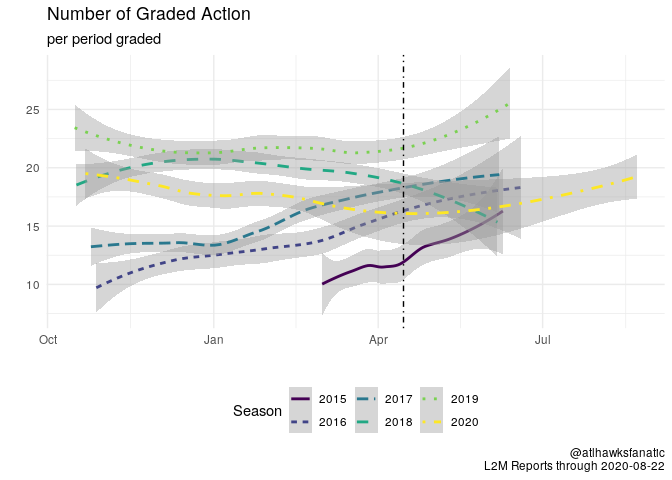 Number of Graded Action
per period graded
25
20
15
10
Oct
Jan
Apr
Jul
Season
2015
2017
2019
2016
2018
2020
@atlhawksfanatic
L2M Reports through 2020-08-22